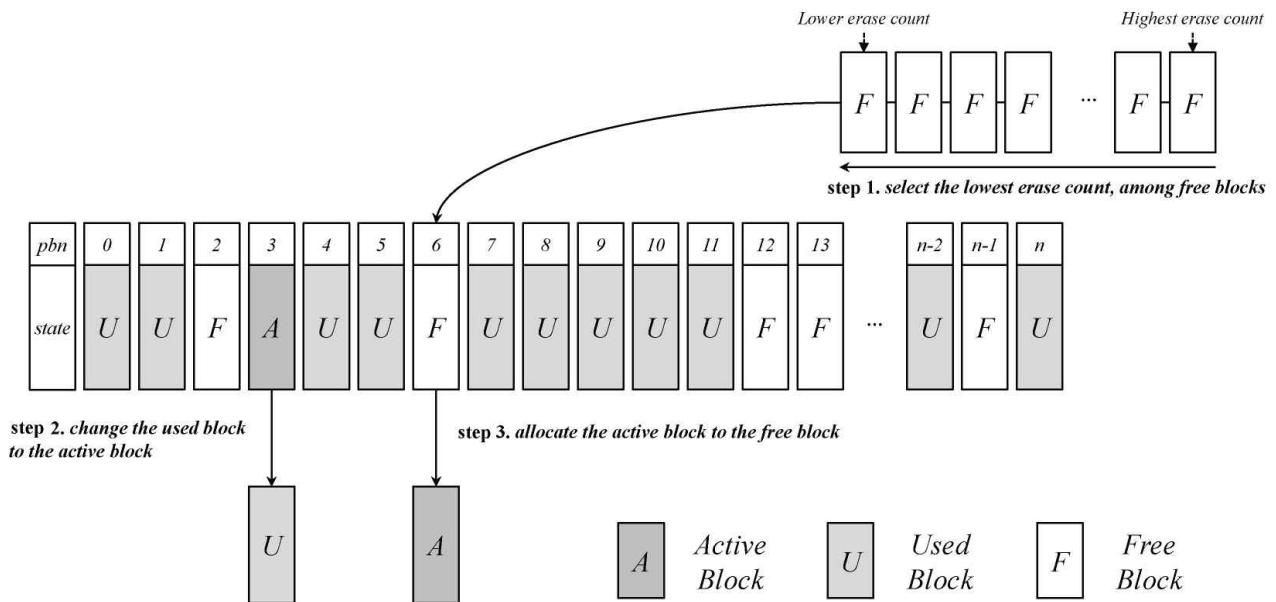 Lower erase count Highest erase count
F F F F ... F F
step 1. select the lowest erase count, among free blocks
pbn 0 1 2 3 4 5 6 7 8 9 10 11 12 13 n-2 n-1 n
state U U F A U U F U U U U U F F ... U F U
step 2. change the used block
to the active block
step 3. allocate the active block to the free block
U A
A Active
Block
U Used
Block
F Free
Block